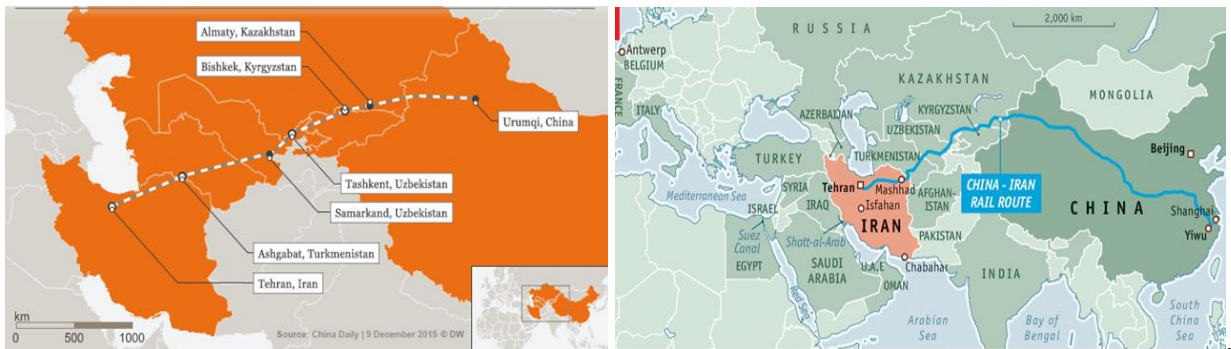 Almaty, Kazakhstan
Bishkek, Kyrgyzstan
Urumqi, China
Tashkent, Uzbekistan
Samarkand, Uzbekistan
Ashgabat, Turkmenistan
Tehran, Iran
km
0 500 1000
Source: China Daily | 9 December 2015 © DW
2,000 km
RUSSIA
Antwerp
BELGIUM
FRANCE
ITALY
KAZAKHSTAN
MONGOLIA
AZERBAIJAN
KYRGYZSTAN
UZBEKISTAN
TURKEY
TURKMENISTAN
Beijing
Tehran
Mashhad
Mediterranean Sea
SYRIA
IRAQ
Isfahan
AFGHAN-
ISTAN
CHINA - IRAN
RAIL ROUTE
CHINA
Shanghai
Yiwu
ISRAEL
IRAN
Suez
Canal
Shatt-al-Arab
PAKISTAN
EGYPT
SAUDI
ARABIA
U.A.E
Chabahar
OMAN
INDIA
Red Sea
Arabian
Sea
Bay of
Bengal
South
China
Sea